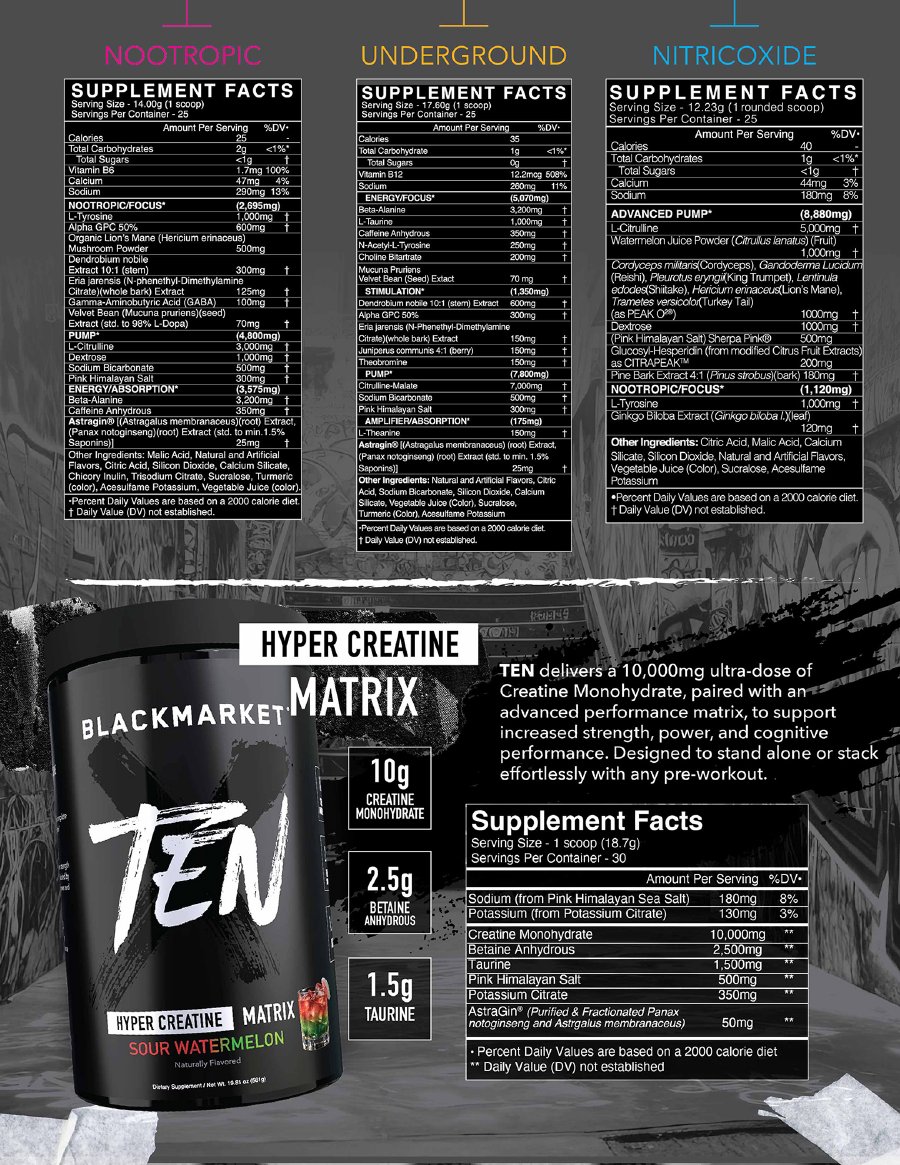 NOOTROPIC
SUPPLEMENT FACTS
Serving Size - 14.00g (1 scoop)
Servings Per Container - 25
Amount Per Serving %DV•
Calories 25 -
Total Carbohydrates 2g <1%*
Total Sugars <1g †
Vitamin B6 1.7mg 100%
Calcium 47mg 4%
Sodium 290mg 13%
NOOTROPIC/FOCUS* (2,695mg)
L-Tyrosine 1,000mg †
Alpha GPC 50% 600mg †
Organic Lion's Mane (Hericium erinaceus)
Mushroom Powder 500mg
Dendrobium nobile
Extract 10:1 (stem) 300mg †
Eria jarensis (N-phenethyl-Dimethylamine
Citrate)(whole bark) Extract 125mg †
Gamma-Aminobutyric Acid (GABA) 100mg †
Velvet Bean (Mucuna pruriens)(seed)
Extract (std. to 98% L-Dopa) 70mg †
PUMP* (4,800mg)
L-Citrulline 3,000mg †
Dextrose 1,000mg †
Sodium Bicarbonate 500mg †
Pink Himalayan Salt 300mg †
ENERGY/ABSORPTION* (3,575mg)
Beta-Alanine 3,200mg †
Caffeine Anhydrous 350mg †
Astragin® [(Astragalus membranaceus)(root) Extract,
(Panax notoginseng)(root) Extract (std. to min.1.5%
Saponins)] 25mg †
Other Ingredients: Malic Acid, Natural and Artificial
Flavors, Citric Acid, Silicon Dioxide, Calcium Silicate,
Chicory Inulin, Trisodium Citrate, Sucralose, Turmeric
(color), Acesulfame Potassium, Vegetable Juice (color).
•Percent Daily Values are based on a 2000 calorie diet.
† Daily Value (DV) not established.
UNDERGROUND
SUPPLEMENT FACTS
Serving Size - 17.60g (1 scoop)
Servings Per Container - 25
Amount Per Serving %DV•
Calories 35
Total Carbohydrate 1g <1%*
Total Sugars 0g †
Vitamin B12 12.2mcg 508%
Sodium 260mg 11%
ENERGY/FOCUS* (5,070mg)
Beta-Alanine 3,200mg †
L-Taurine 1,000mg †
Caffeine Anhydrous 350mg †
N-Acetyl-L-Tyrosine 250mg †
Choline Bitartrate 200mg †
Mucuna Pruriens
Velvet Bean (Seed) Extact 70 mg †
STIMULATION* (1,350mg)
Dendrobium nobile 10:1 (stem) Extract 600mg †
Alpha GPC 50% 300mg †
Eria jarensis (N-Phenethyl-Dimethylamine
Citrate)(whole bark) Extract 150mg †
Juniperus communis 4:1 (berry) 150mg †
Theobromine 150mg †
PUMP* (7,800mg)
Citrulline-Malate 7,000mg †
Sodium Bicarbonate 500mg †
Pink Himalayan Salt 300mg †
AMPLIFIER/ABSORPTION* (175mg)
L-Theanine 150mg †
Astragin® [(Astragalus membranaceus) (root) Extract,
(Panax notoginseng) (root) Extract (std. to min. 1.5%
Saponins)] 25mg †
Other Ingredients: Natural and Artificial Flavors, Citric
Acid, Sodium Bicarbonate, Silicon Dioxide, Calcium
Silicate, Vegetable Juice (Color), Sucralose,
Turmeric (Color), Acesulfame Potassium
•Percent Daily Values are based on a 2000 calorie diet.
† Daily Value (DV) not established.
NITRICOXIDE
SUPPLEMENT FACTS
Serving Size - 12.23g (1 rounded scoop)
Servings Per Container - 25
Amount Per Serving %DV•
Calories 40 -
Total Carbohydrates 1g <1%*
Total Sugars <1g †
Calcium 44mg 3%
Sodium 180mg 8%
ADVANCED PUMP* (8,880mg)
L-Citrulline 5,000mg †
Watermelon Juice Powder (Citrullus lanatus) (Fruit)
1,000mg †
Cordyceps militaris(Cordyceps), Gandoderma Lucidum
(Reishi), Pleurotus eryngii(King Trumpet), Lentinula
edodes(Shiitake), Hericium erinaceus(Lion's Mane),
Trametes versicolor(Turkey Tail)
(as PEAK O²®) 1000mg †
Dextrose 1000mg †
(Pink Himalayan Salt) Sherpa Pink® 500mg
Glucosyl-Hesperidin (from modified Citrus Fruit Extracts)
as CITRAPEAK™ 200mg
Pine Bark Extract 4:1 (Pinus strobus)(bark) 180mg †
NOOTROPIC/FOCUS* (1,120mg)
L-Tyrosine 1,000mg †
Ginkgo Biloba Extract (Ginkgo biloba l.)(leaf)
120mg †
Other Ingredients: Citric Acid, Malic Acid, Calcium
Silicate, Silicon Dioxide, Natural and Artificial Flavors,
Vegetable Juice (Color), Sucralose, Acesulfame
Potassium
•Percent Daily Values are based on a 2000 calorie diet.
† Daily Value (DV) not established.
HYPER CREATINE
MATRIX
BLACKMARKET
TEN
HYPER CREATINE MATRIX
SOUR WATERMELON
Naturally Flavored
Dietary Supplement / Net Wt. 19.81 oz (561g)
10g
CREATINE
MONOHYDRATE
2.5g
BETAINE
ANHYDROUS
1.5g
TAURINE
TEN delivers a 10,000mg ultra-dose of
Creatine Monohydrate, paired with an
advanced performance matrix, to support
increased strength, power, and cognitive
performance. Designed to stand alone or stack
effortlessly with any pre-workout.
Supplement Facts
Serving Size - 1 scoop (18.7g)
Servings Per Container - 30
Amount Per Serving %DV•
Sodium (from Pink Himalayan Sea Salt) 180mg 8%
Potassium (from Potassium Citrate) 130mg 3%
Creatine Monohydrate 10,000mg **
Betaine Anhydrous 2,500mg **
Taurine 1,500mg **
Pink Himalayan Salt 500mg **
Potassium Citrate 350mg **
AstraGin® (Purified & Fractionated Panax
notoginseng and Astrgalus membranaceus) 50mg **
• Percent Daily Values are based on a 2000 calorie diet
** Daily Value (DV) not established